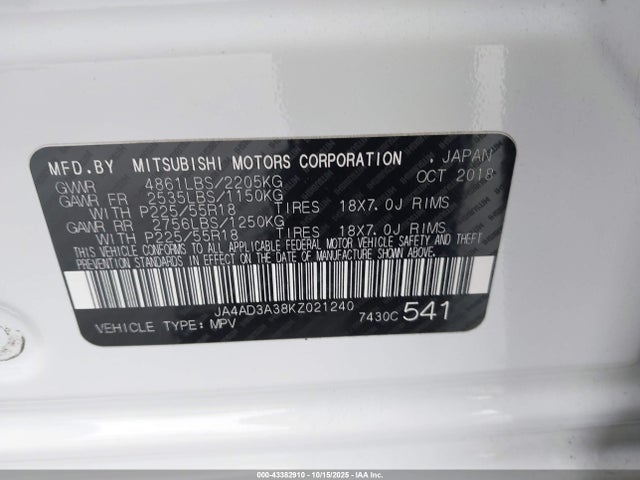 MFD.BY MITSUBISHI MOTORS CORPORATION . JAPAN
GVWR 4861LBS/2205KG OCT 2018
GAWR FR 2535LBS/1150KG
WITH P225/55R18 TIRES 18X7.0J RIMS
GAWR RR 2756LBS/1250KG
WITH P225/55R18 TIRES 18X7.0J RIMS
THIS VEHICLE CONFORMS TO ALL APPLICABLE FEDERAL MOTOR VEHICLE SAFETY AND THEFT
PREVENTION STANDARDS IN EFFECT ON THE DATE OF MANUFACTURE SHOWN ABOVE.
JA4AD3A38KZ021240
VEHICLE TYPE: MPV 7430C 541
000-43382910 - 10/15/2025 - IAAI.COM